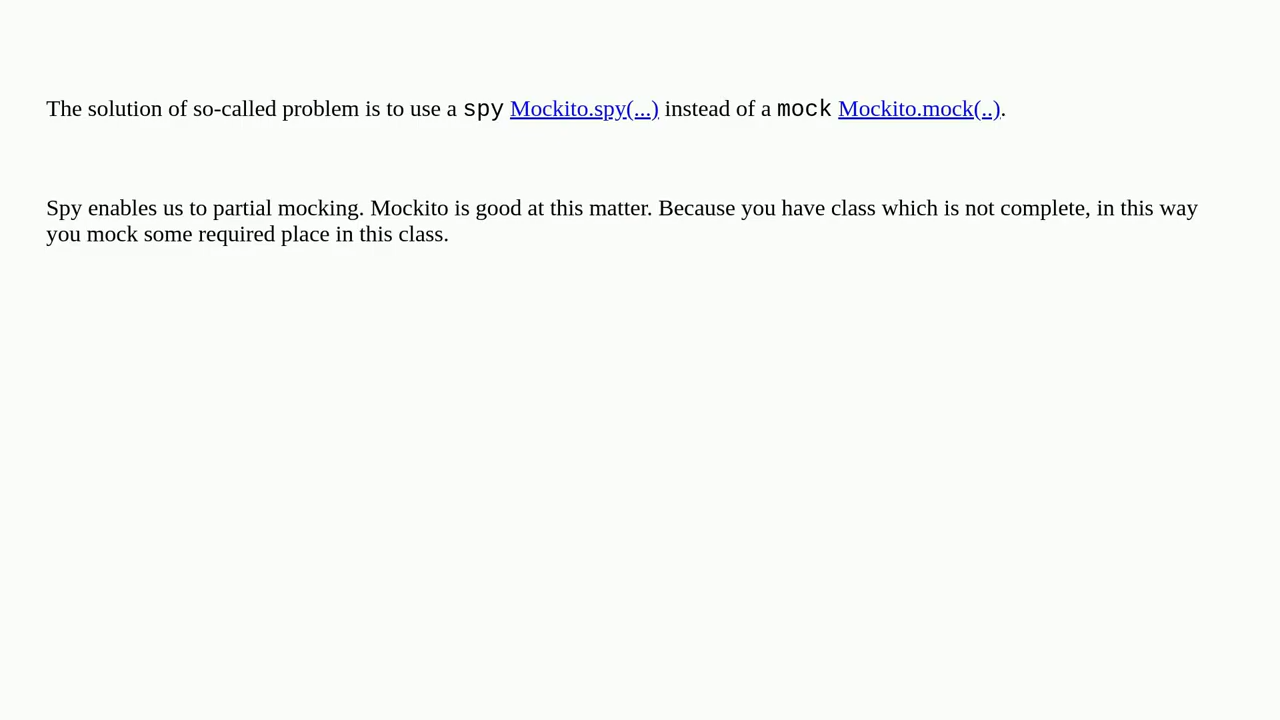 The solution of so-called problem is to use a spy Mockito.spy(...) instead of a mock Mockito.mock(..).
Spy enables us to partial mocking. Mockito is good at this matter. Because you have class which is not complete, in this way
you mock some required place in this class.